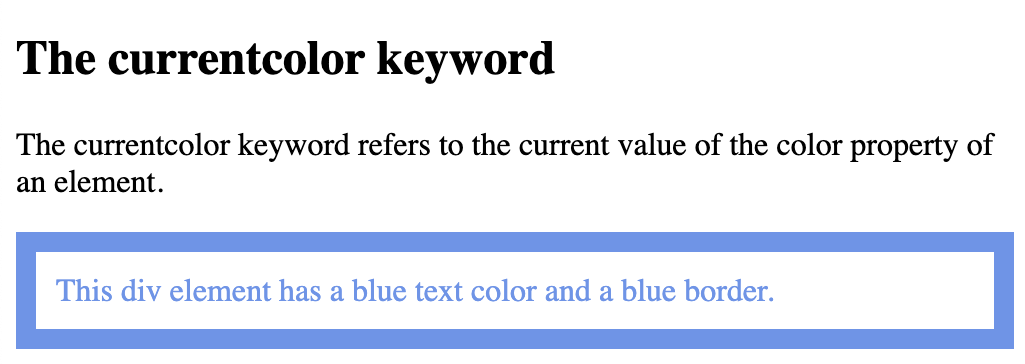 The currentcolor keyword
The currentcolor keyword refers to the current value of the color property of
an element.
This div element has a blue text color and a blue border.